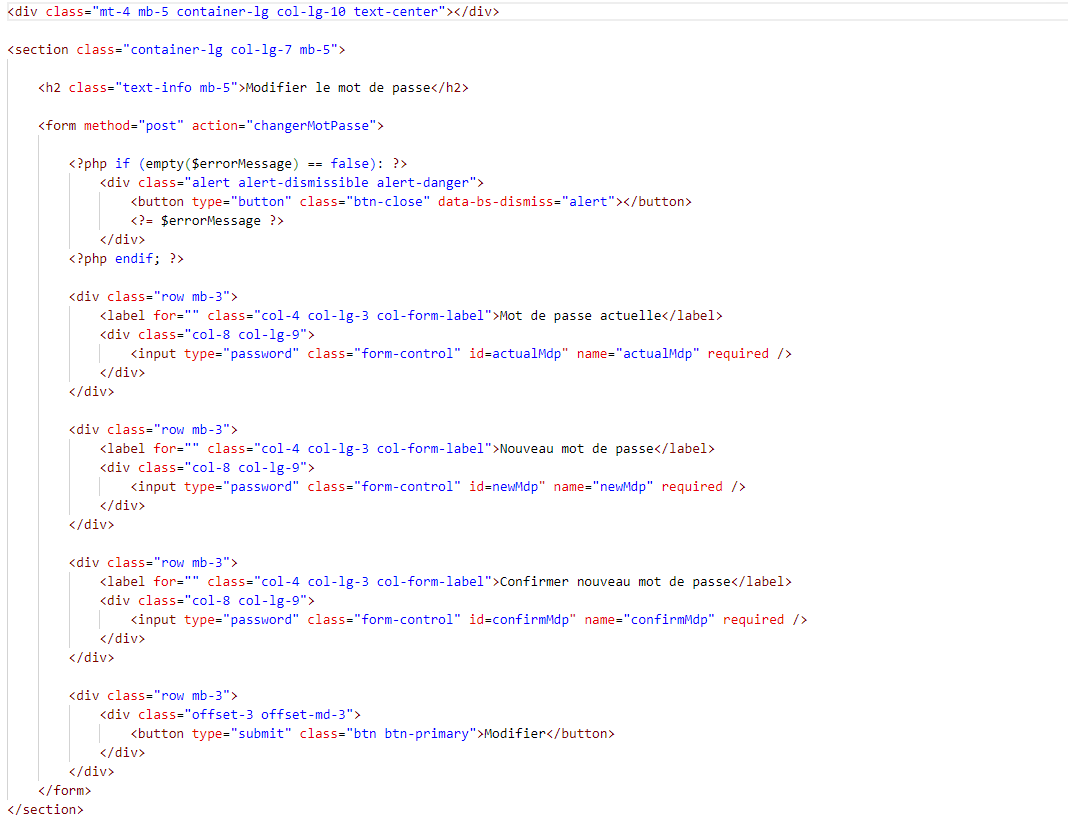 <div class="mt-4 mb-5 container-lg col-lg-10 text-center"></div>
<section class="container-lg col-lg-7 mb-5">
<h2 class="text-info mb-5">Modifier le mot de passe</h2>
<form method="post" action="changerMotPasse">
<?php if (empty($errorMessage) == false): ?>
<div class="alert alert-dismissible alert-danger">
<button type="button" class="btn-close" data-bs-dismiss="alert"></button>
<?= $errorMessage ?>
</div>
<?php endif; ?>
<div class="row mb-3">
<label for="" class="col-4 col-lg-3 col-form-label">Mot de passe actuelle</label>
<div class="col-8 col-lg-9">
<input type="password" class="form-control" id=actualMdp" name="actualMdp" required />
</div>
</div>
<div class="row mb-3">
<label for="" class="col-4 col-lg-3 col-form-label">Nouveau mot de passe</label>
<div class="col-8 col-lg-9">
<input type="password" class="form-control" id=newMdp" name="newMdp" required />
</div>
</div>
<div class="row mb-3">
<label for="" class="col-4 col-lg-3 col-form-label">Confirmer nouveau mot de passe</label>
<div class="col-8 col-lg-9">
<input type="password" class="form-control" id=confirmMdp" name="confirmMdp" required />
</div>
</div>
<div class="row mb-3">
<div class="offset-3 offset-md-3">
<button type="submit" class="btn btn-primary">Modifier</button>
</div>
</div>
</form>
</section>